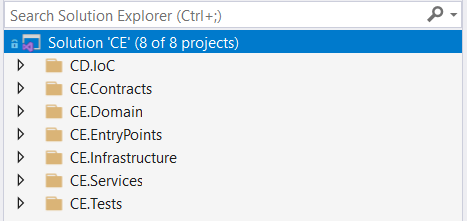 Search Solution Explorer (Ctrl+;)
Solution 'CE' (8 of 8 projects)
CD.IoC
CE.Contracts
CE.Domain
CE.EntryPoints
CE.Infrastructure
CE.Services
CE.Tests